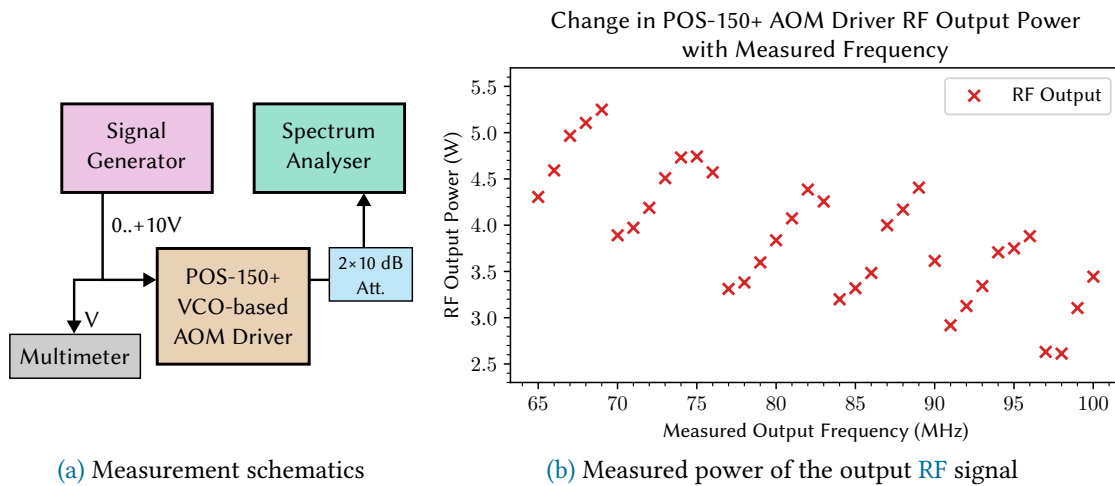 Signal
Generator
Spectrum
Analyser
0..+10V
POS-150+
VCO-based
AOM Driver
2×10 dB
Att.
V
Multimeter
(a) Measurement schematics
Change in POS-150+ AOM Driver RF Output Power
with Measured Frequency
RF Output
RF Output Power (W)
5.5
5.0
4.5
4.0
3.5
3.0
2.5
65 70 75 80 85 90 95 100
Measured Output Frequency (MHz)
(b) Measured power of the output RF signal